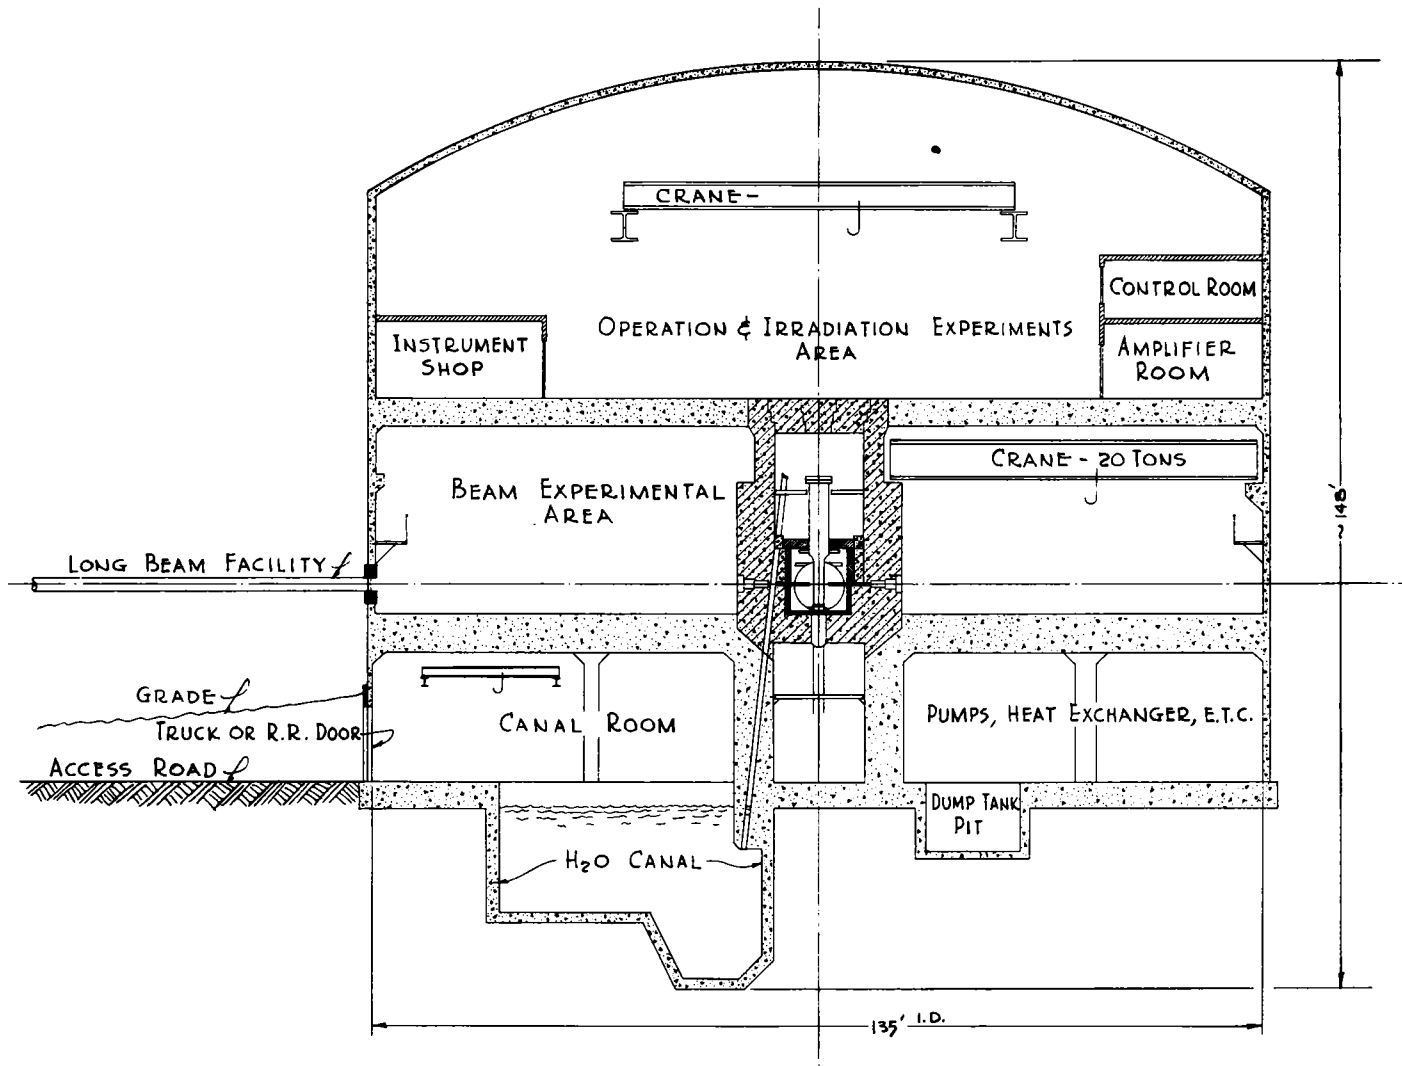 CRANE-
CONTROL ROOM
OPERATION & IRRADIATION EXPERIMENTS
AREA
INSTRUMENT
SHOP
AMPLIFIER
ROOM
CRANE - 20 TONS
BEAM EXPERIMENTAL
AREA
~ 148'
LONG BEAM FACILITY
GRADE
TRUCK OR R.R. DOOR
CANAL ROOM
PUMPS, HEAT EXCHANGER, E.T.C.
ACCESS ROAD
DUMP TANK
PIT
H2O CANAL
135' I.D.